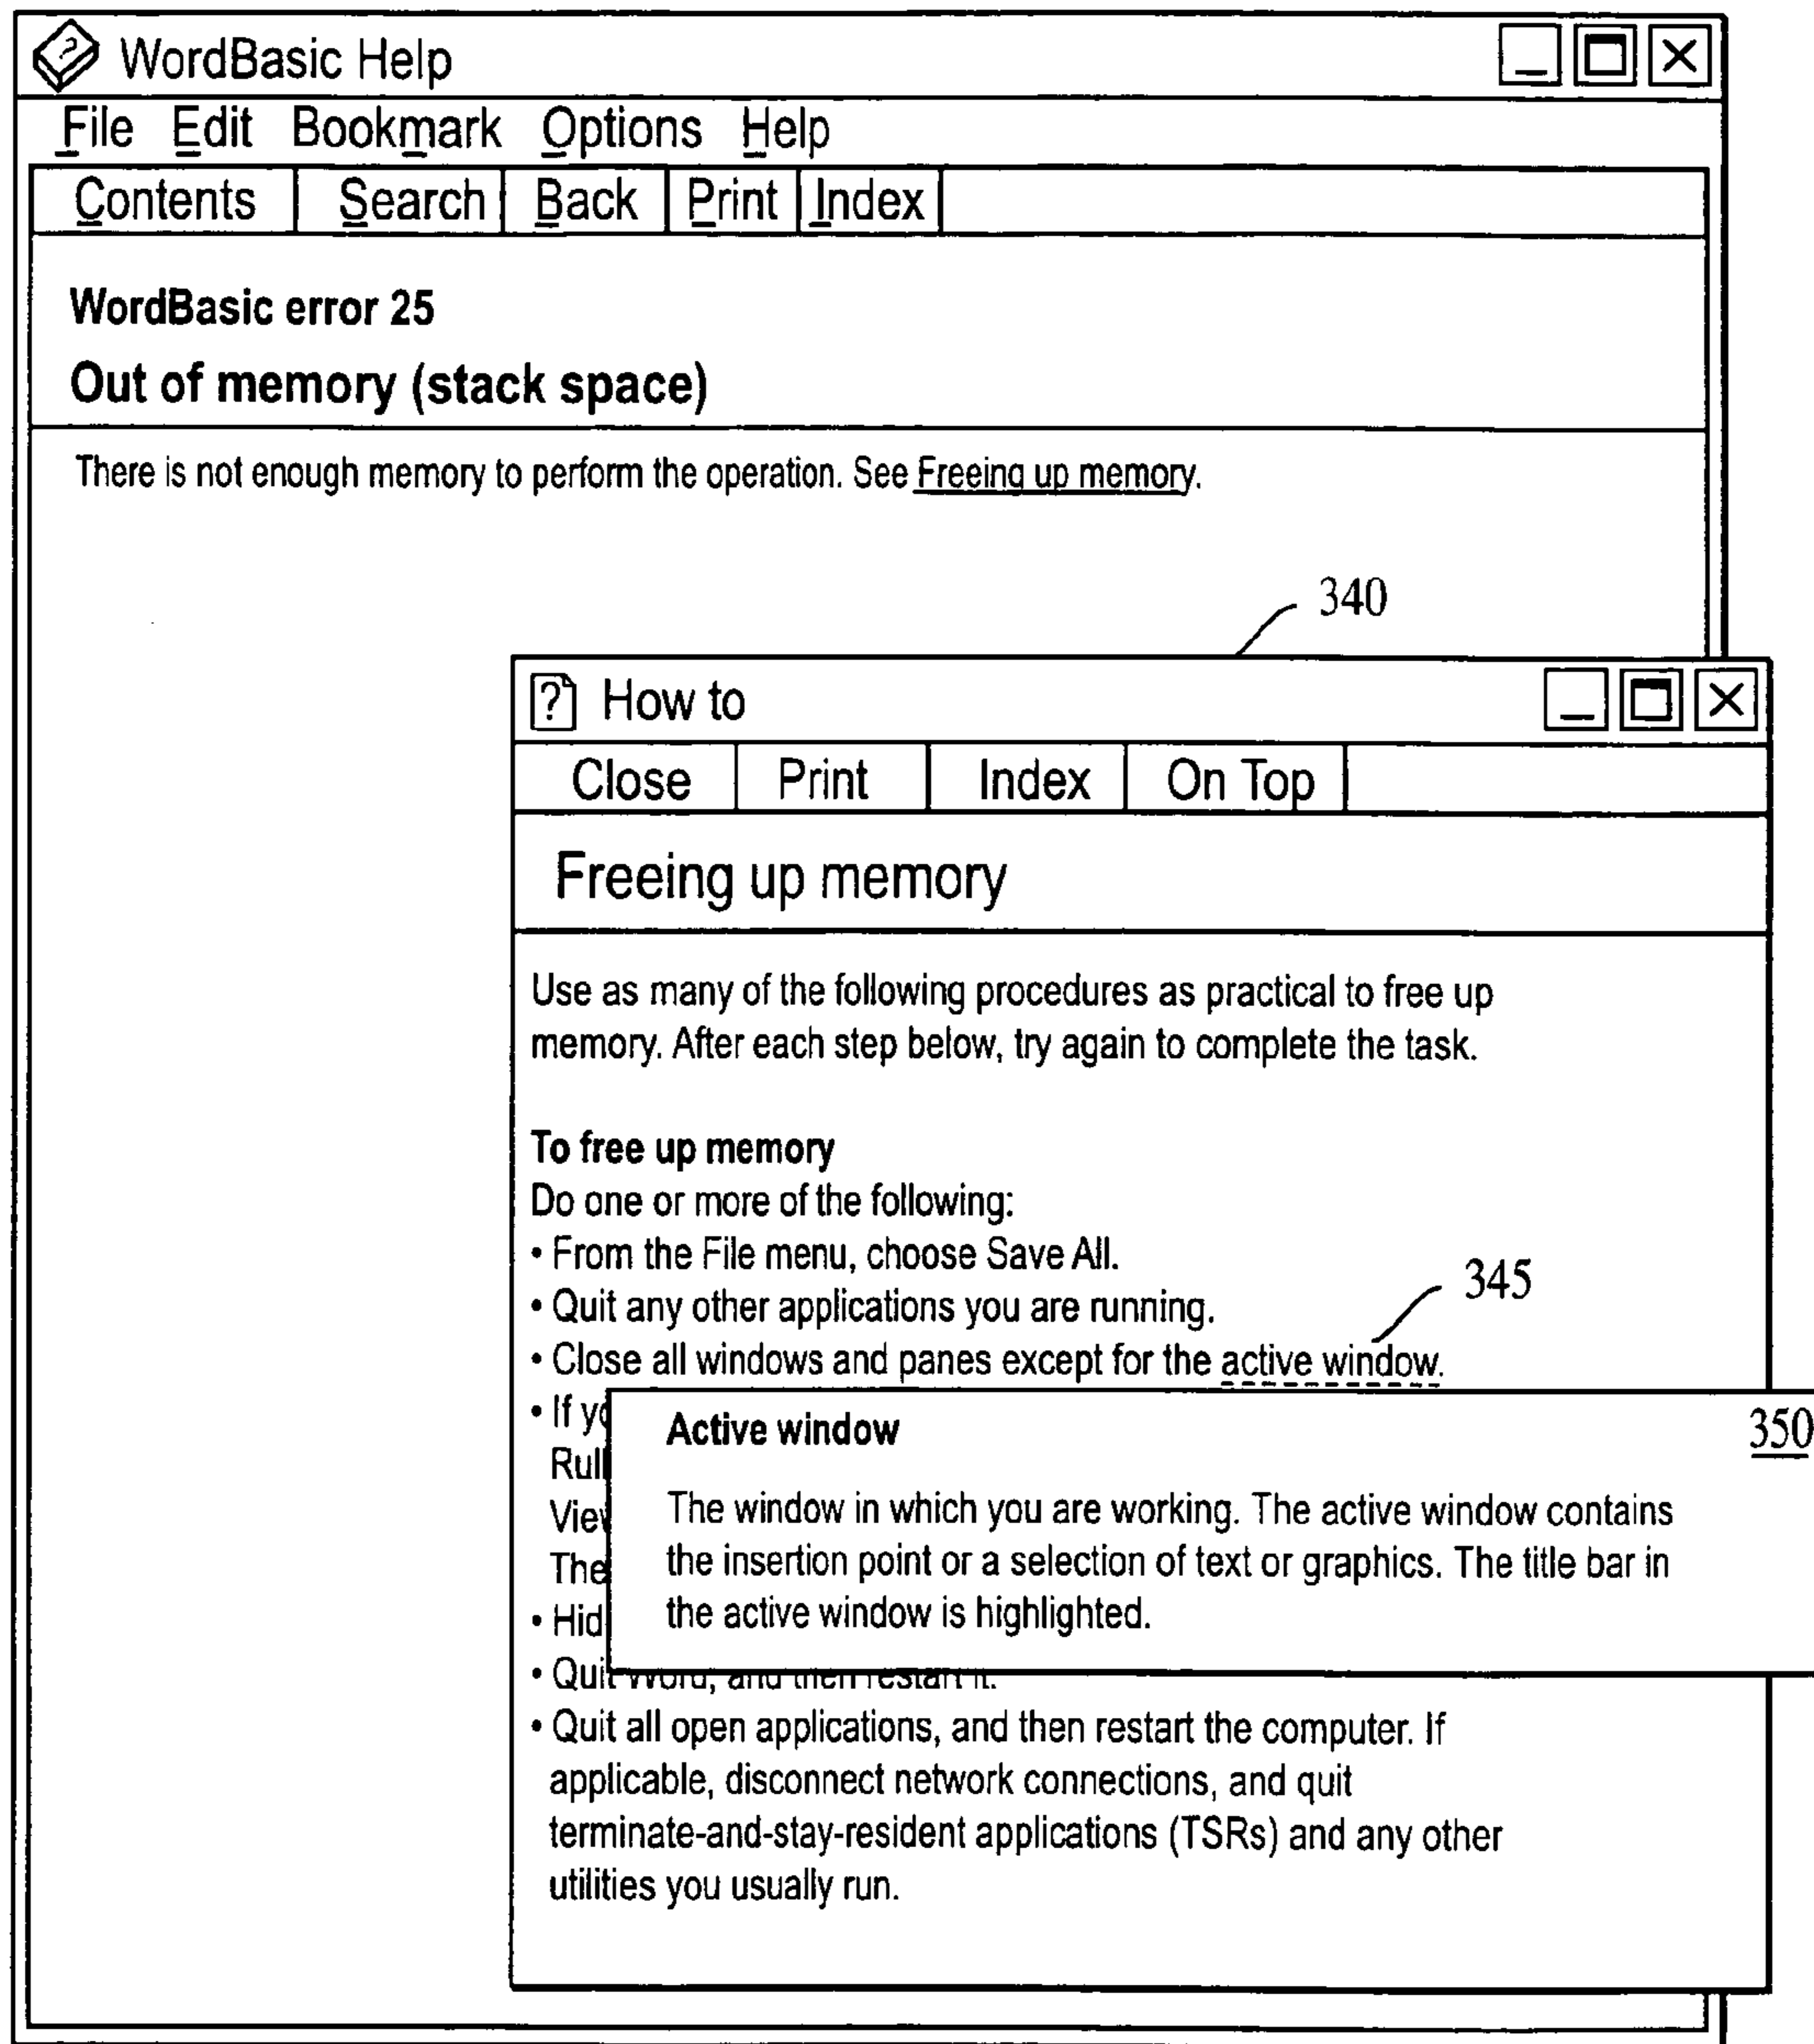 WordBasic Help
File Edit Bookmark Options Help
Contents Search Back Print Index
WordBasic error 25
Out of memory (stack space)
There is not enough memory to perform the operation. See Freeing up memory.
340
? How to
Close Print Index On Top
Freeing up memory
Use as many of the following procedures as practical to free up
memory. After each step below, try again to complete the task.
To free up memory
Do one or more of the following:
• From the File menu, choose Save All.
345
• Quit any other applications you are running.
• Close all windows and panes except for the active window.
• If
The
350
Active window
The window in which you are working. The active window contains
the insertion point or a selection of text or graphics. The title bar in
the active window is highlighted.
• Quit Word, and then restart it.
• Quit all open applications, and then restart the computer. If
applicable, disconnect network connections, and quit
terminate-and-stay-resident applications (TSRs) and any other
utilities you usually run.